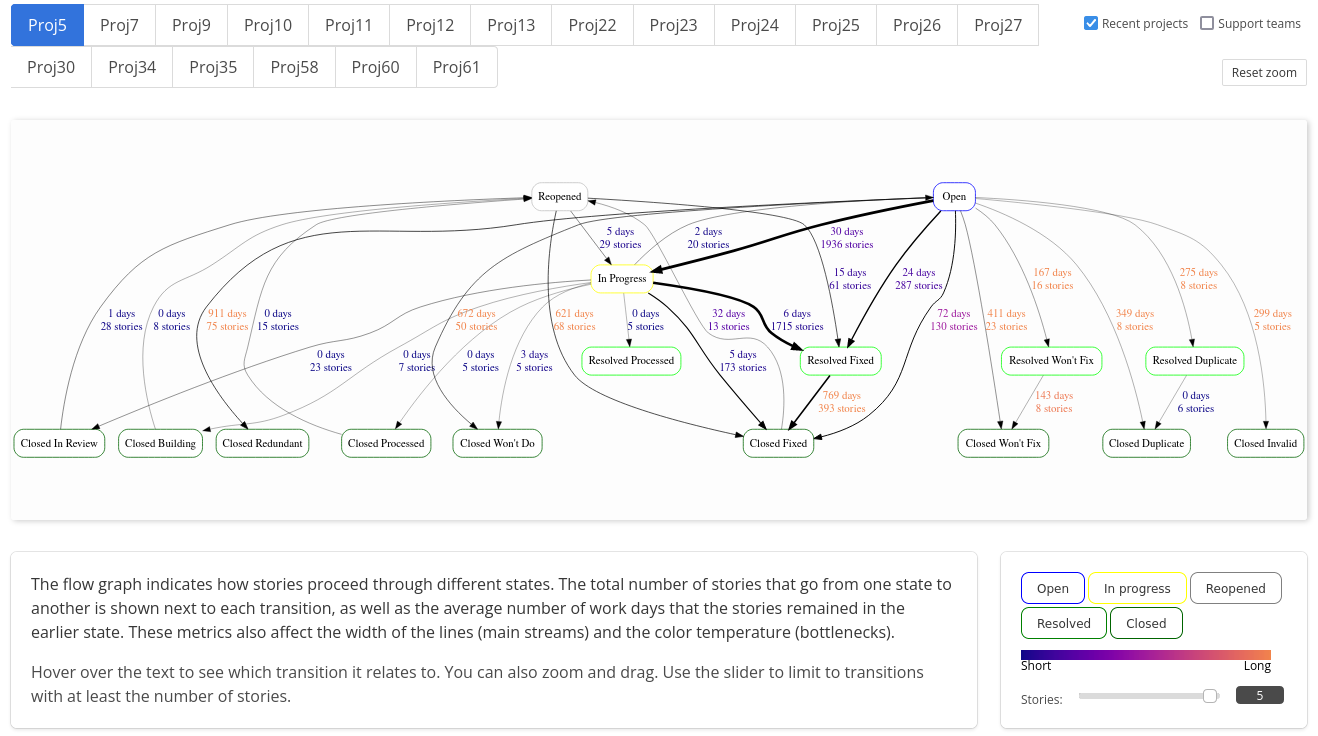 Proj5 Proj7 Proj9 Proj10 Proj11 Proj12 Proj13 Proj22 Proj23 Proj24 Proj25 Proj26 Proj27
Recent projects Support teams
Proj30 Proj34 Proj35 Proj58 Proj60 Proj61
Reset zoom
Reopened
Open
5 days
29 stories
2 days
20 stories
30 days
1936 stories
In Progress
15 days
61 stories
24 days
287 stories
167 days
16 stories
275 days
8 stories
1 days
28 stories
0 days
8 stories
911 days
75 stories
0 days
15 stories
672 days
50 stories
621 days
68 stories
0 days
5 stories
32 days
13 stories
6 days
1715 stories
72 days
130 stories
411 days
23 stories
349 days
8 stories
299 days
5 stories
0 days
23 stories
0 days
7 stories
0 days
5 stories
3 days
5 stories
Resolved Processed
5 days
173 stories
Resolved Fixed
Resolved Won't Fix
Resolved Duplicate
769 days
393 stories
143 days
8 stories
0 days
6 stories
Closed In Review
Closed Building
Closed Redundant
Closed Processed
Closed Won't Do
Closed Fixed
Closed Won't Fix
Closed Duplicate
Closed Invalid
The flow graph indicates how stories proceed through different states. The total number of stories that go from one state to
another is shown next to each transition, as well as the average number of work days that the stories remained in the
earlier state. These metrics also affect the width of the lines (main streams) and the color temperature (bottlenecks).
Hover over the text to see which transition it relates to. You can also zoom and drag. Use the slider to limit to transitions
with at least the number of stories.
Open In progress Reopened
Resolved Closed
Short Long
Stories: 5